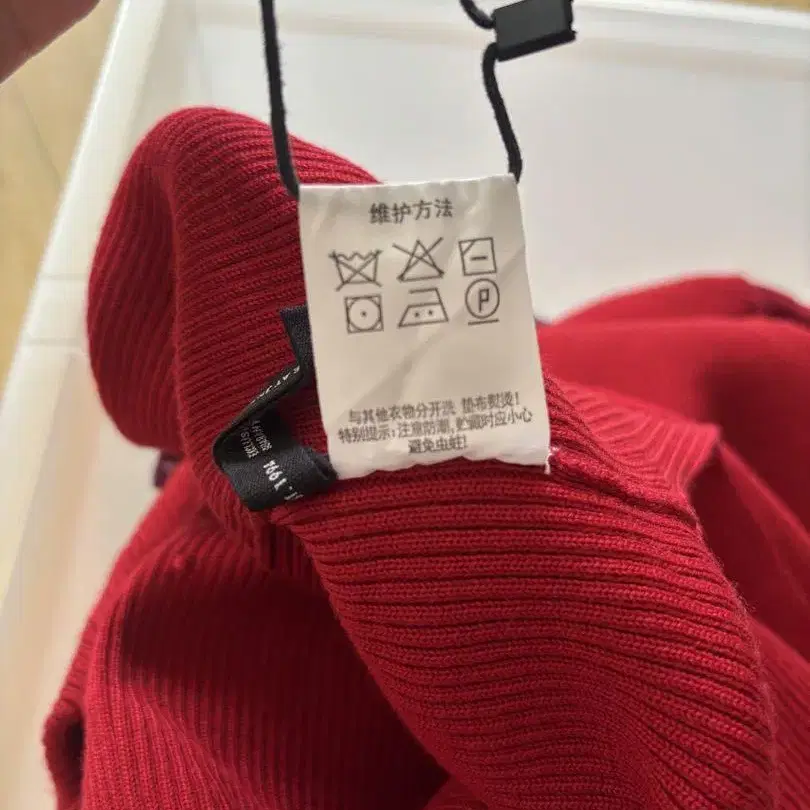 维护方法
P
与其他衣物分开洗 垫布熨烫!
特别提示:注意防潮,贮藏时应小心
避免虫蛀!
1991